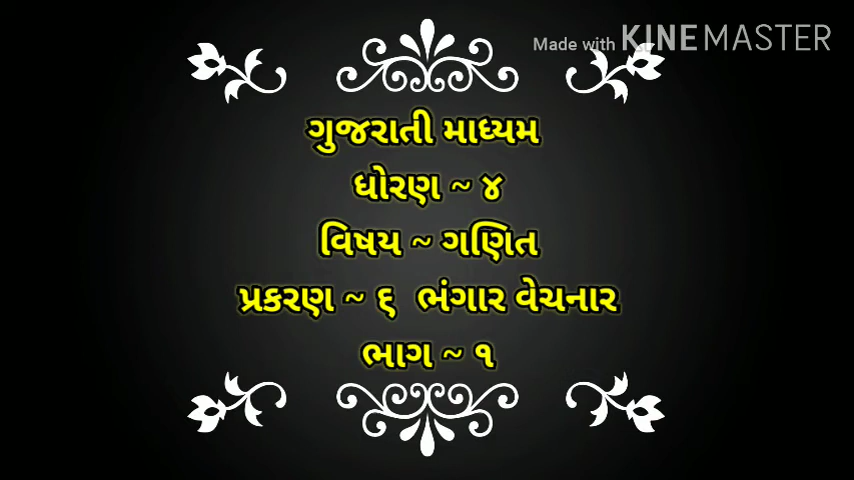 Made with KINEMASTER
ગુજરાતી માધ્યમ
ધોરણ ~ ૪
વિષય ~ ગણિત
પ્રકરણ ~ ૬ ભંગાર વેચનાર
ભાગ ~ ૧